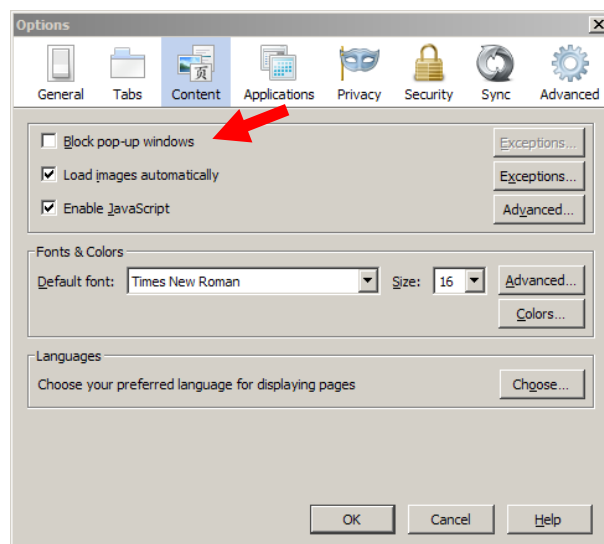 Options
General Tabs Content Applications Privacy Security Sync Advanced
Block pop-up windows Exceptions...
Load images automatically Exceptions...
Enable JavaScript Advanced...
Fonts & Colors
Default font: Times New Roman Size: 16 Advanced...
Colors...
Languages
Choose your preferred language for displaying pages Choose...
OK Cancel Help